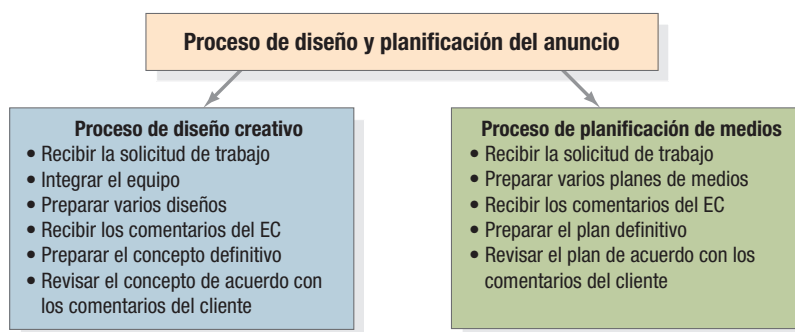 Proceso de diseño y planificación del anuncio
Proceso de diseño creativo
• Recibir la solicitud de trabajo
• Integrar el equipo
• Preparar varios diseños
• Recibir los comentarios del EC
• Preparar el concepto definitivo
• Revisar el concepto de acuerdo con
los comentarios del cliente
Proceso de planificación de medios
• Recibir la solicitud de trabajo
• Preparar varios planes de medios
• Recibir los comentarios del EC
• Preparar el plan definitivo
• Revisar el plan de acuerdo con los
comentarios del cliente